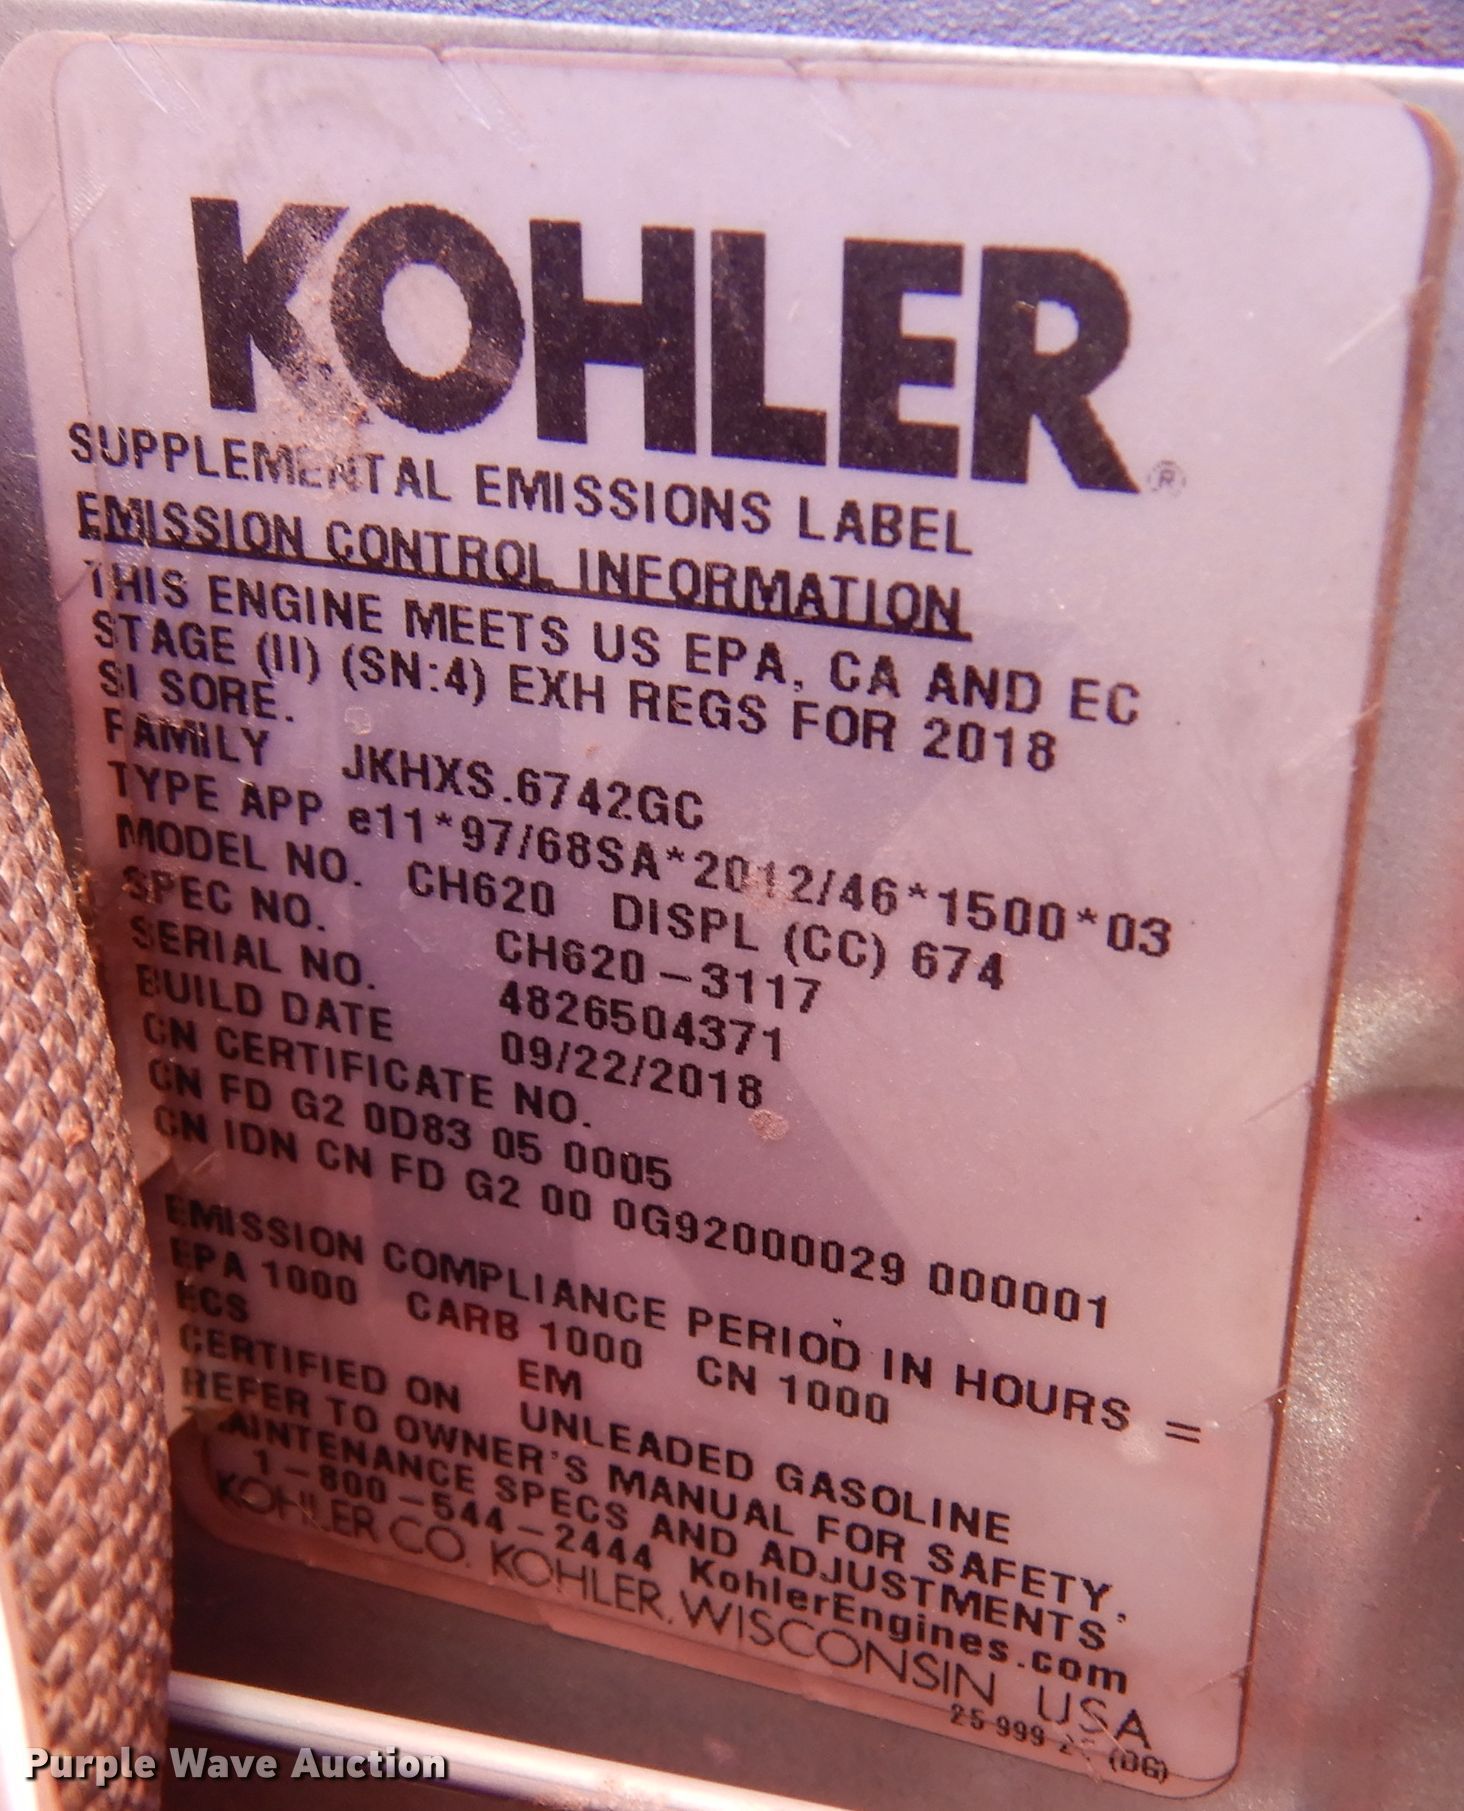 KOHLER®
SUPPLEMENTAL EMISSIONS LABEL
EMISSION CONTROL INFORMATION
THIS ENGINE MEETS US EPA, CA AND EC
STAGE (II) (SN:4) EXH REGS FOR 2018
SI SORE.
FAMILY JKHXS.6742GC
TYPE APP e11*97/68SA*2012/46*1500*03
MODEL NO. CH620 DISPL (CC) 674
SPEC NO. CH620-3117
SERIAL NO. 4826504371
BUILD DATE 09/22/2018
CN CERTIFICATE NO.
CN FD G2 0D83 05 0005
CN IDN CN FD G2 00 0G92000029 000001
EMISSION COMPLIANCE PERIOD IN HOURS =
EPA 1000 CARB 1000 CN 1000
ECS EM
CERTIFIED ON UNLEADED GASOLINE
REFER TO OWNER'S MANUAL FOR SAFETY,
MAINTENANCE SPECS AND ADJUSTMENTS
1-800-544-2444 KohlerEngines.com
KOHLER CO. KOHLER, WISCONSIN USA
25 999 (DG)
Purple Wave Auction